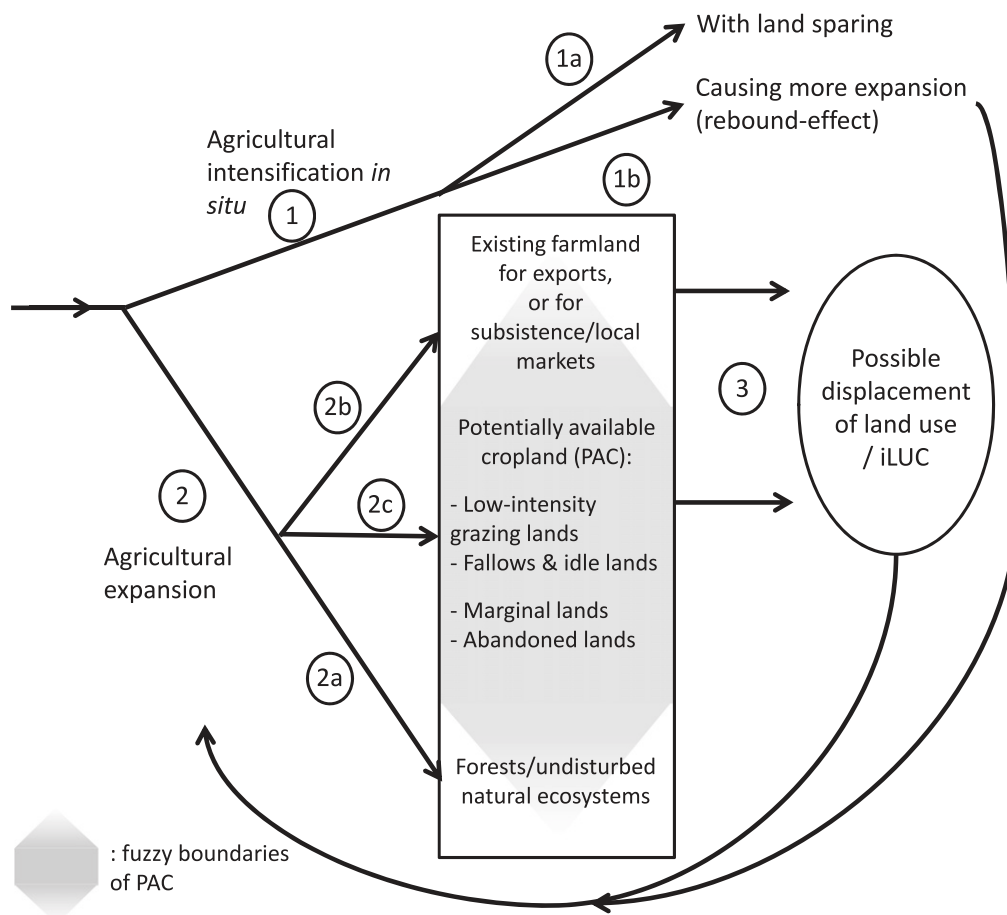 With land sparing
1a
Causing more expansion
(rebound-effect)
Agricultural
intensification in
situ
1
1b
Existing farmland
for exports,
or for
subsistence/local
markets
2b
3
Possible
displacement
of land use
/ iLUC
Potentially available
cropland (PAC):
2
2c
- Low-intensity
grazing lands
- Fallows & idle lands
Agricultural
expansion
- Marginal lands
- Abandoned lands
2a
Forests/undisturbed
natural ecosystems
: fuzzy boundaries
of PAC